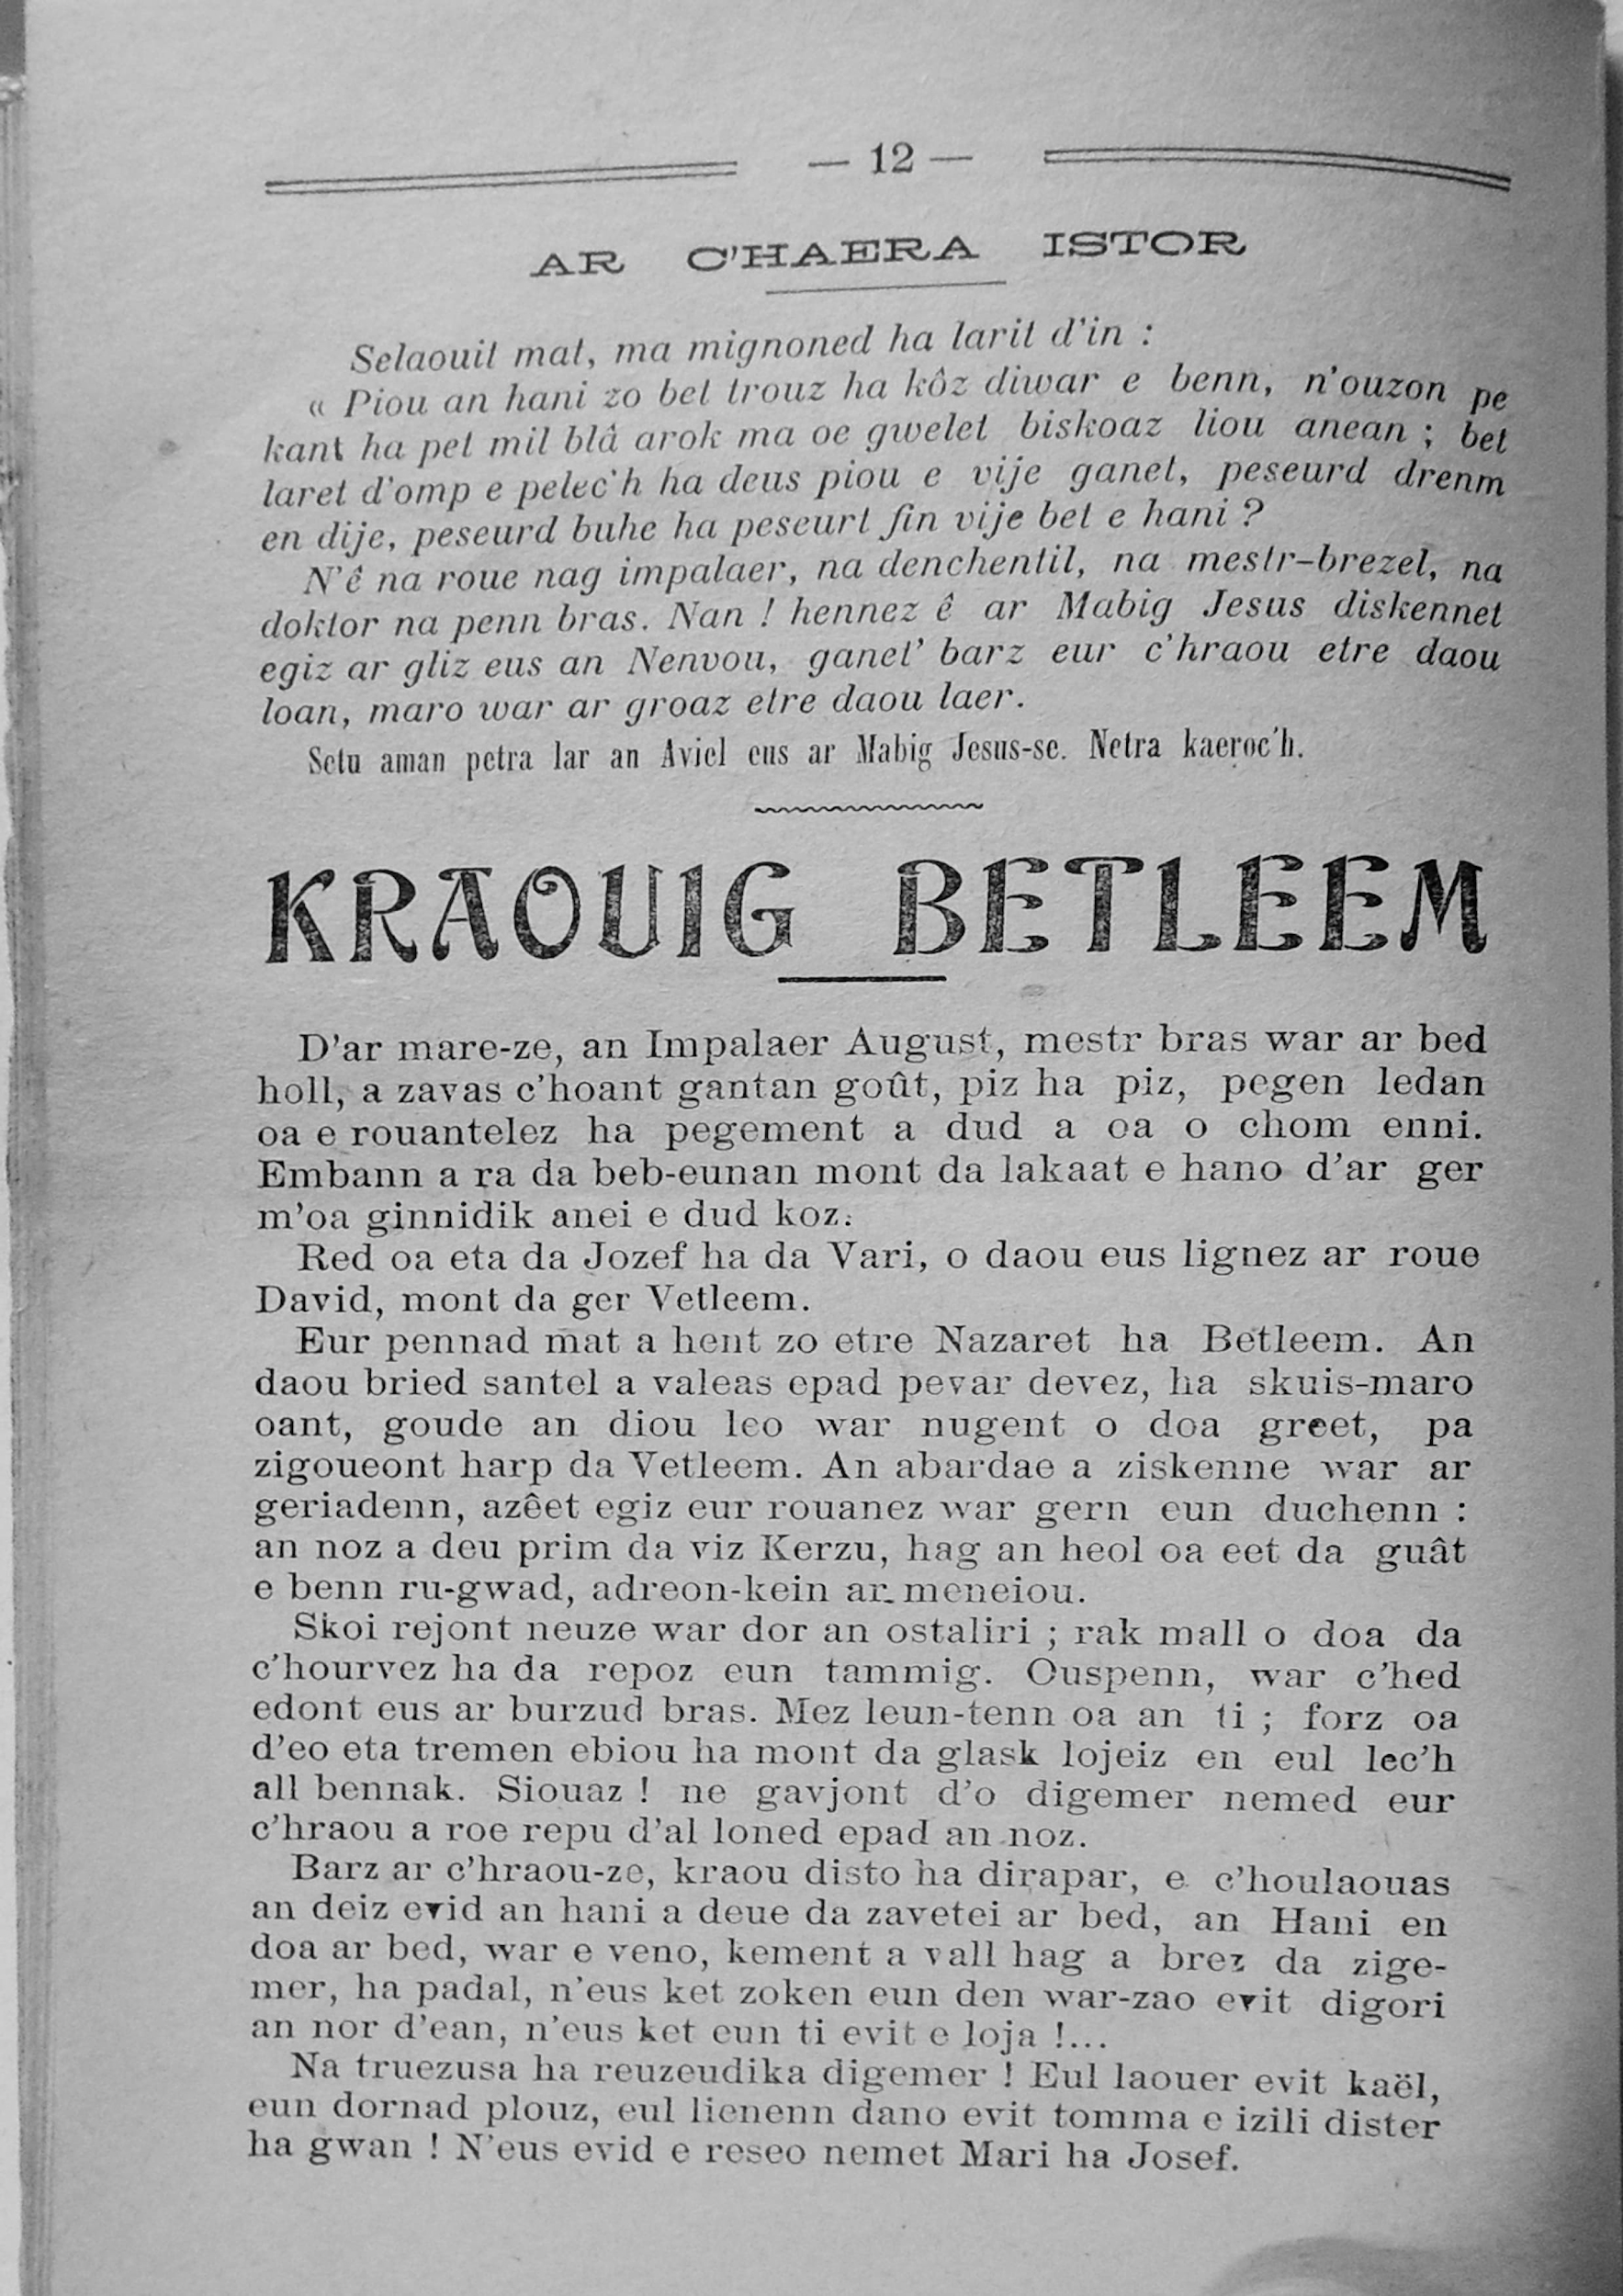 — 12 —
AR C'HAERA ISTOR
Selaouit mat, ma mignoned ha larit d'in :
« Piou an hani zo bet trouz ha kôz diwar e benn, n'ouzon pe
kant ha pet mil blâ arok ma oe gwelet biskoaz liou anean ; bet
laret d'omp e pelec'h ha deus piou e vije ganet, peseurd drenm
en dije, peseurd buhe ha peseurt fin vije bet e hani ?
N'ê na roue nag impalaer, na denchentil, na mestr-brezel, na
doktor na penn bras. Nan ! hennez ê ar Mabig Jesus diskennet
egiz ar gliz eus an Nenvou, ganet' barz eur c'hraou etre daou
loan, maro war ar groaz etre daou laer.
Setu aman petra lar an Aviel eus ar Mabig Jesus-se. Netra kaeroc'h.
KRAOUIG BETLEEM
D'ar mare-ze, an Impalaer August, mestr bras war ar bed
holl, a zavas c'hoant gantan goût, piz ha piz, pegen ledan
oa e rouantelez ha pegement a dud a oa o chom enni.
Embann a ra da beb-eunan mont da lakaat e hano d'ar ger
m'oa ginnidik anei e dud koz.
Red oa eta da Jozef ha da Vari, o daou eus lignez ar roue
David, mont da ger Vetleem.
Eur pennad mat a hent zo etre Nazaret ha Betleem. An
daou bried santel a valeas epad pevar devez, ha skuis-maro
oant, goude an diou leo war nugent o doa greet, pa
zigoueont harp da Vetleem. An abardae a ziskenne war ar
geriadenn, azêet egiz eur rouanez war gern eun duchenn :
an noz a deu prim da viz Kerzu, hag an heol oa eet da guât
e benn ru-gwad, adreon-kein ar meneiou.
Skoi rejont neuze war dor an ostaliri ; rak mall o doa da
c'hourvez ha da repoz eun tammig. Ouspenn, war c'hed
edont eus ar burzud bras. Mez leun-tenn oa an ti ; forz oa
d'eo eta tremen ebiou ha mont da glask lojeiz en eul lec'h
all bennak. Siouaz ! ne gavjont d'o digemer nemed eur
c'hraou a roe repu d'al loned epad an noz.
Barz ar c'hraou-ze, kraou disto ha dirapar, e c'houlaouas
an deiz evid an hani a deue da zavetei ar bed, an Hani en
doa ar bed, war e veno, kement a vall hag a brez da zige-
mer, ha padal, n'eus ket zoken eun den war-zao evit digori
an nor d'ean, n'eus ket eun ti evit e loja !...
Na truezusa ha reuzeudika digemer ! Eul laouer evit kaël,
eun dornad plouz, eul lienenn dano evit tomma e izili dister
ha gwan ! N'eus evid e reseo nemet Mari ha Josef.